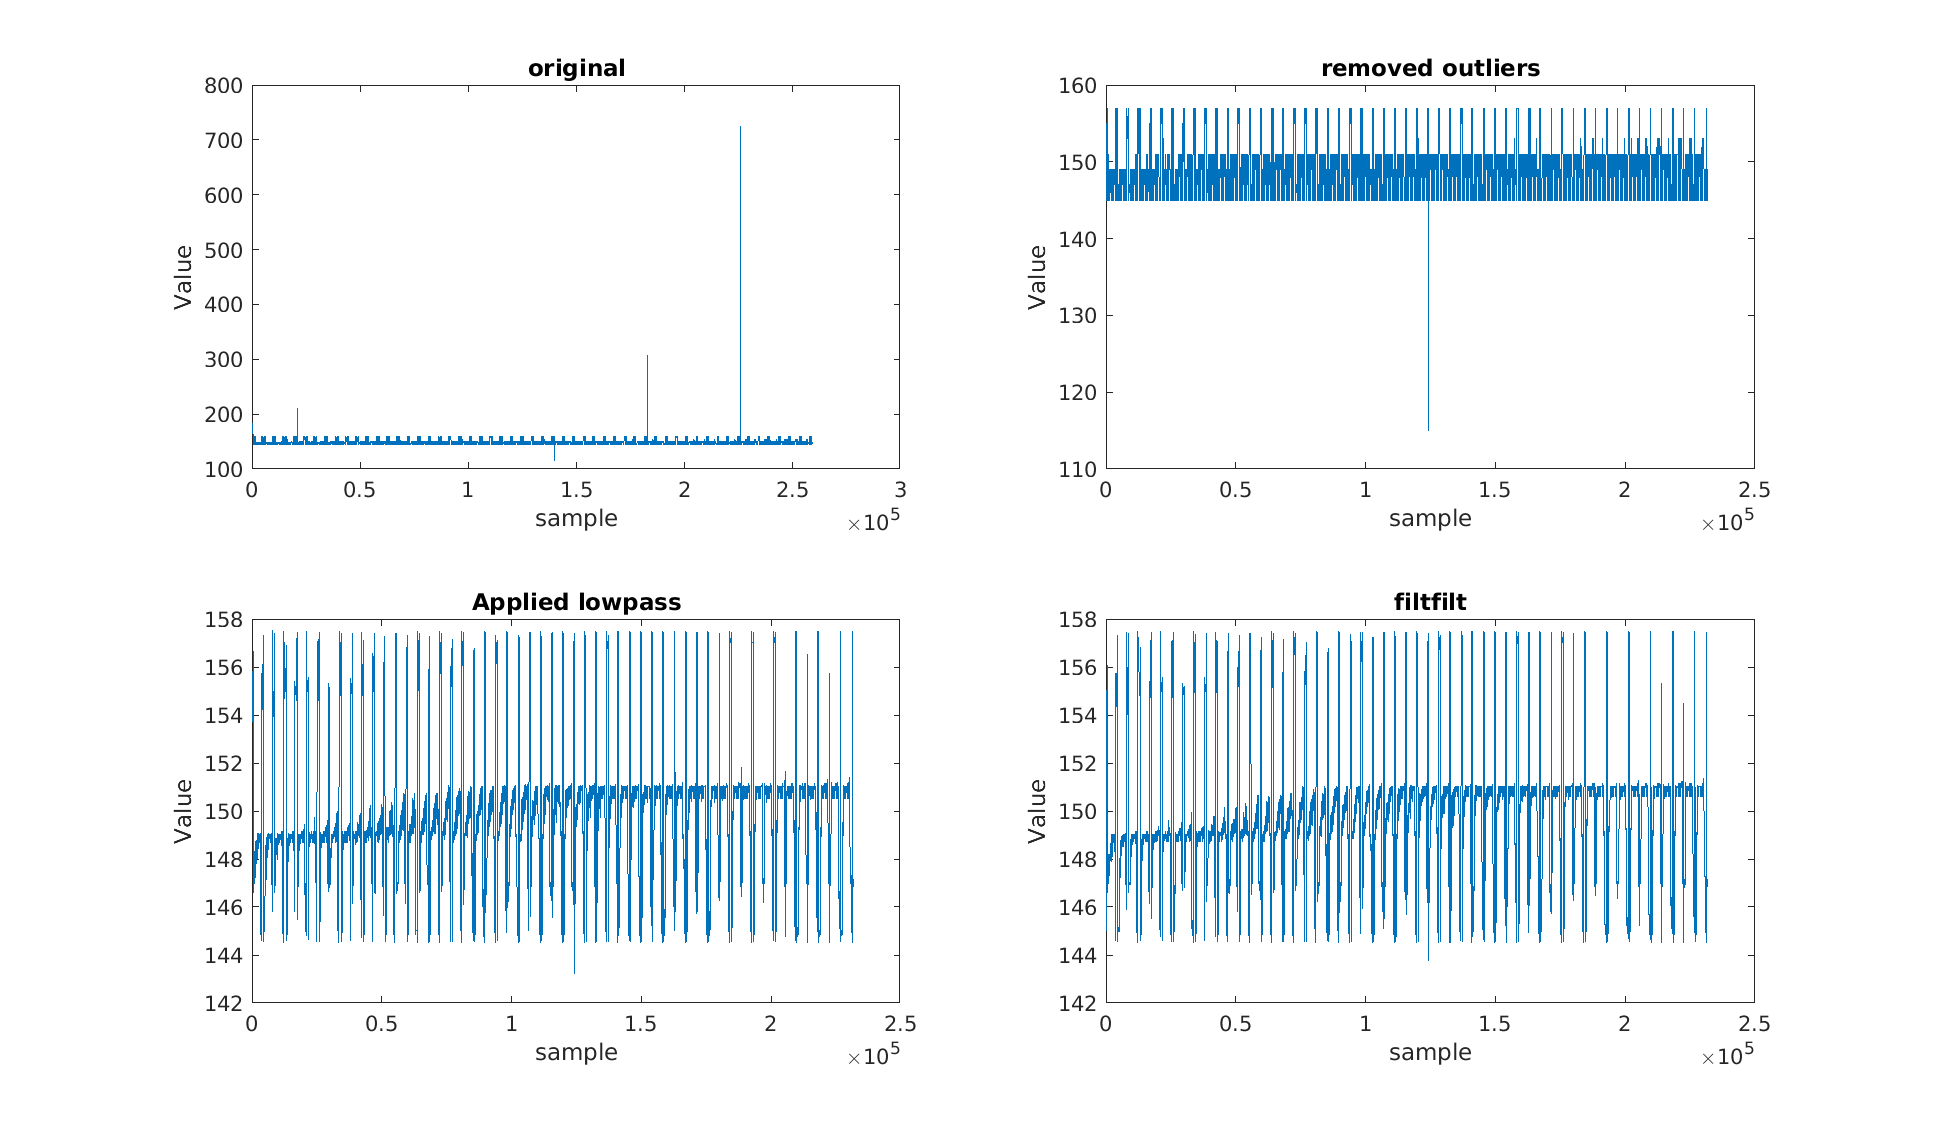 original
800
700
600
500
400
300
200
100
Value
0 0.5 1 1.5 2 2.5 3
sample
×10^5
removed outliers
160
150
140
130
120
110
Value
0 0.5 1 1.5 2 2.5
sample
×10^5
Applied lowpass
158
156
154
152
150
148
146
144
142
Value
0 0.5 1 1.5 2 2.5
sample
×10^5
filtfilt
158
156
154
152
150
148
146
144
142
Value
0 0.5 1 1.5 2 2.5
sample
×10^5